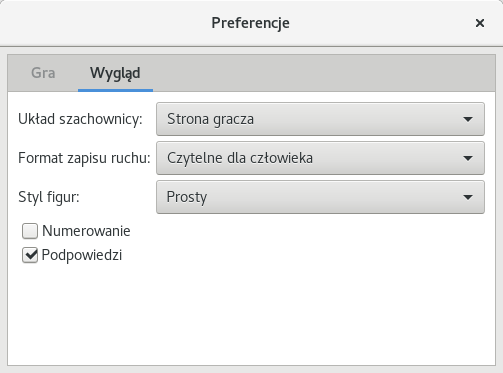 Preferencje
Gra
Wygląd
Układ szachownicy:
Strona gracza
Format zapisu ruchu:
Czytelne dla człowieka
Styl figur:
Prosty
Numerowanie
Podpowiedzi